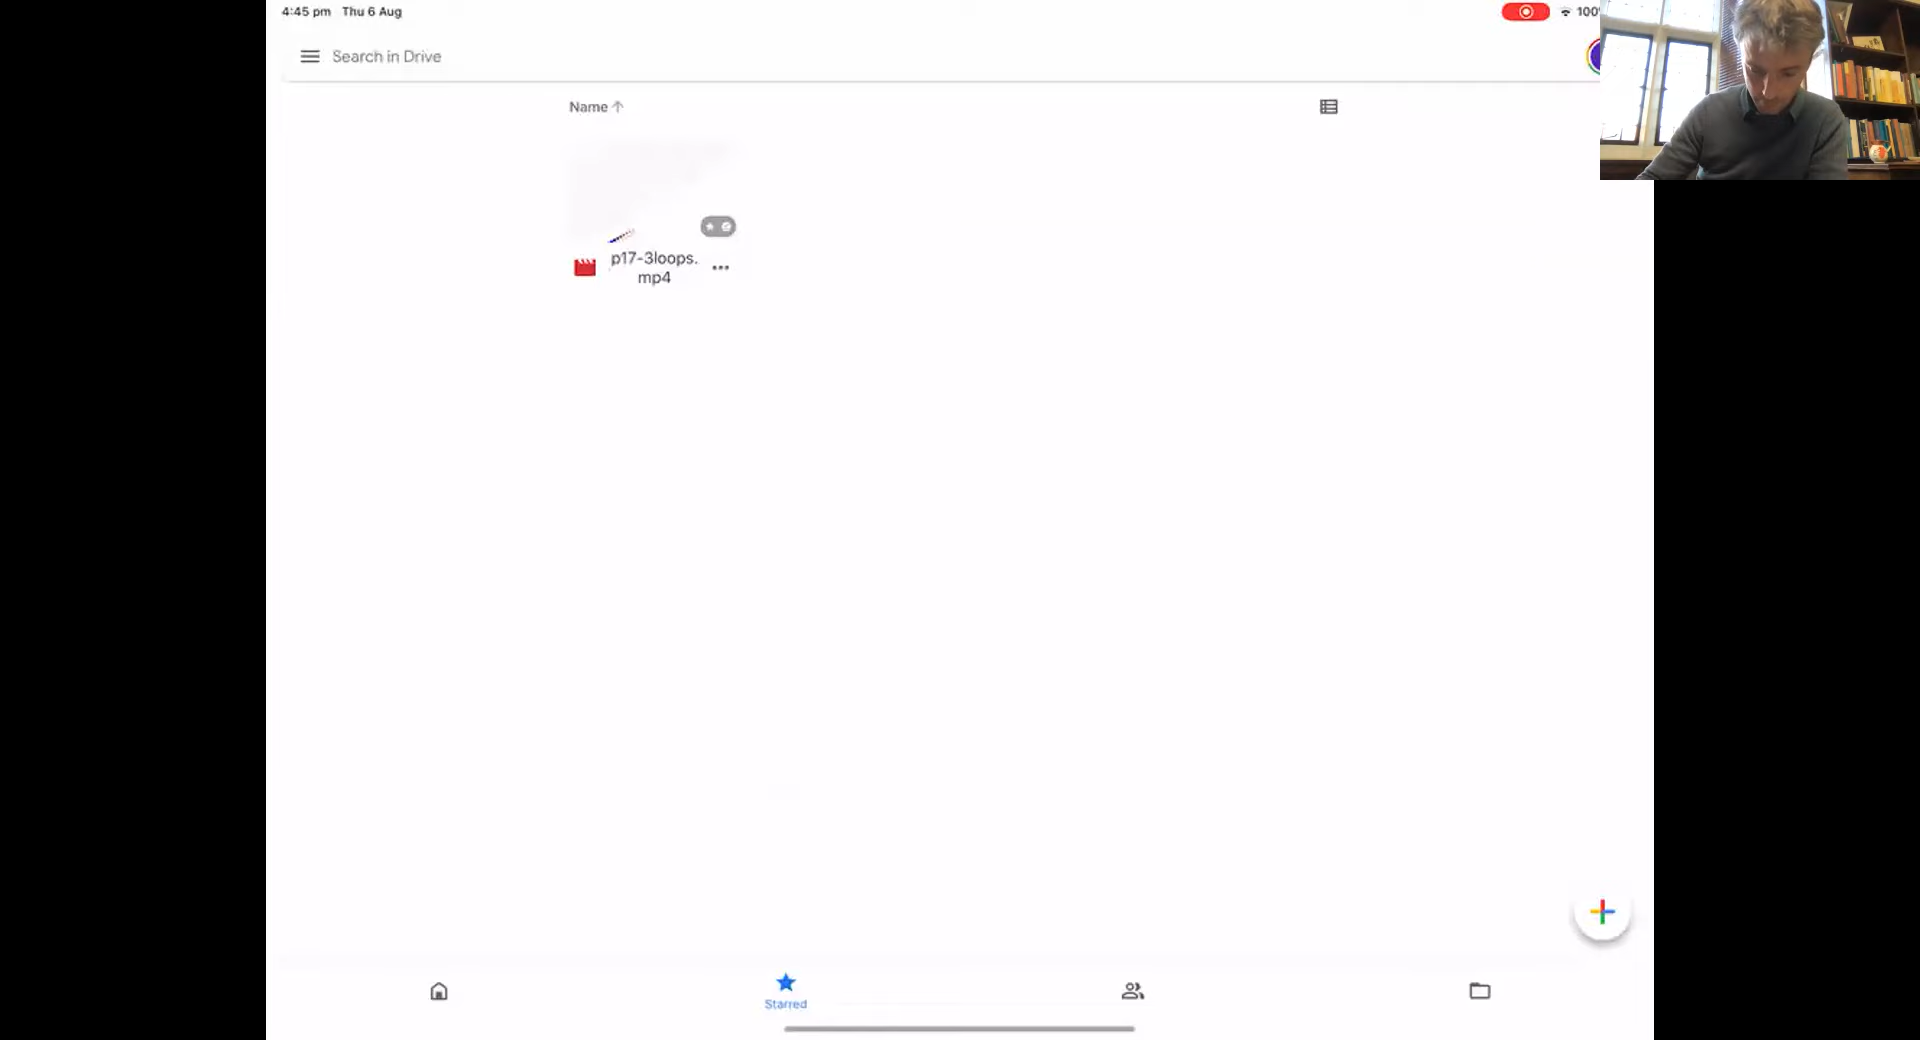 4:45 pm Thu 6 Aug
100
Search in Drive
Name
p17-3loops.
mp4
Starred